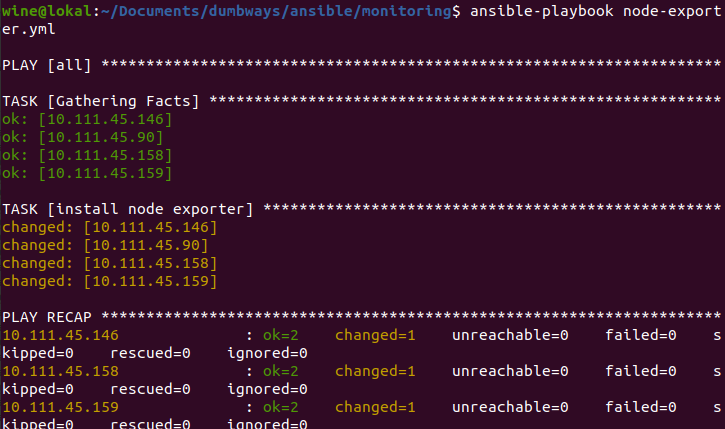 wine@lokal:~/Documents/dumbways/ansible/monitoring$ ansible-playbook node-export
er.yml
PLAY [all] *********************************************************************
TASK [Gathering Facts] *********************************************************
ok: [10.111.45.146]
ok: [10.111.45.90]
ok: [10.111.45.158]
ok: [10.111.45.159]
TASK [install node exporter] ***************************************************
changed: [10.111.45.146]
changed: [10.111.45.90]
changed: [10.111.45.158]
changed: [10.111.45.159]
PLAY RECAP *********************************************************************
10.111.45.146              : ok=2    changed=1    unreachable=0    failed=0    s
kipped=0    rescued=0    ignored=0
10.111.45.158              : ok=2    changed=1    unreachable=0    failed=0    s
kipped=0    rescued=0    ignored=0
10.111.45.159              : ok=2    changed=1    unreachable=0    failed=0    s
kipped=0    rescued=0    ignored=0